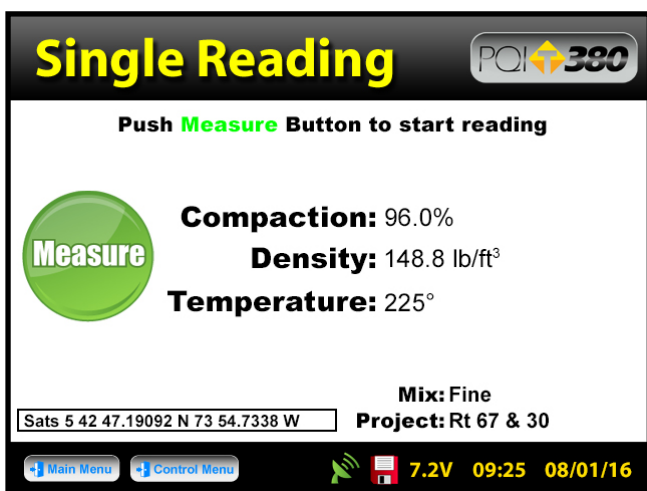 Single Reading
PQI T 380
Push Measure Button to start reading
Measure
Compaction: 96.0%
Density: 148.8 lb/ft³
Temperature: 225°
Mix: Fine
Sats 5 42 47.19092 N 73 54.7338 W
Project: Rt 67 & 30
Main Menu
Control Menu
7.2V
09:25
08/01/16